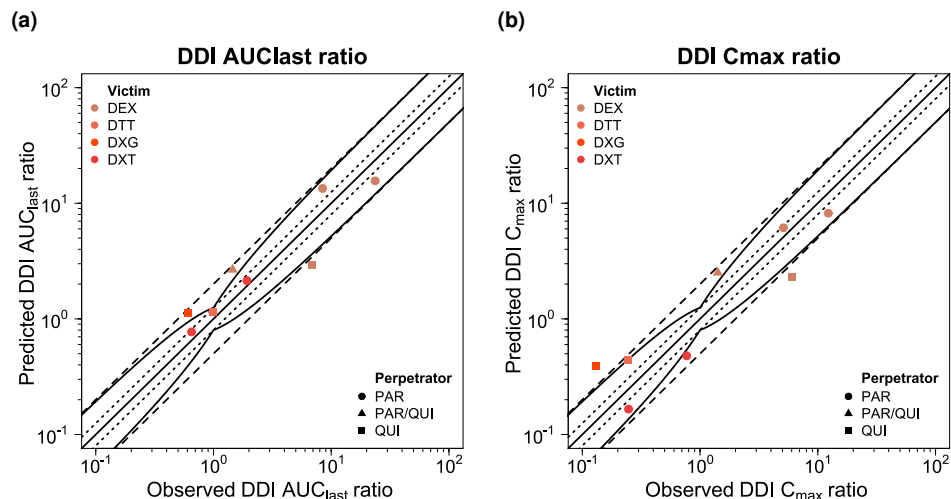 (a)
DDI AUClast ratio
Victim
DEX
DTT
DXG
DXT
Perpetrator
PAR
PAR/QUI
QUI
10² 
10¹
10⁰
10⁻¹
10⁻¹ 10⁰ 10¹ 10²
Predicted DDI AUClast ratio
Observed DDI AUClast ratio
(b)
DDI Cmax ratio
Victim
DEX
DTT
DXG
DXT
Perpetrator
PAR
PAR/QUI
QUI
10²
10¹
10⁰
10⁻¹
10⁻¹ 10⁰ 10¹ 10²
Predicted DDI Cmax ratio
Observed DDI Cmax ratio